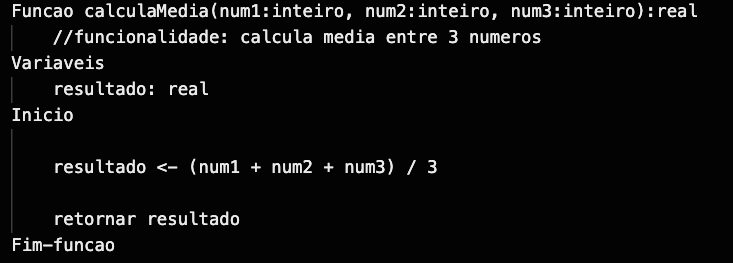 Funcao calculaMedia(num1:inteiro, num2:inteiro, num3:inteiro):real
//funcionalidade: calcula media entre 3 numeros
Variaveis
resultado: real
Inicio
resultado <- (num1 + num2 + num3) / 3
retornar resultado
Fim-funcao